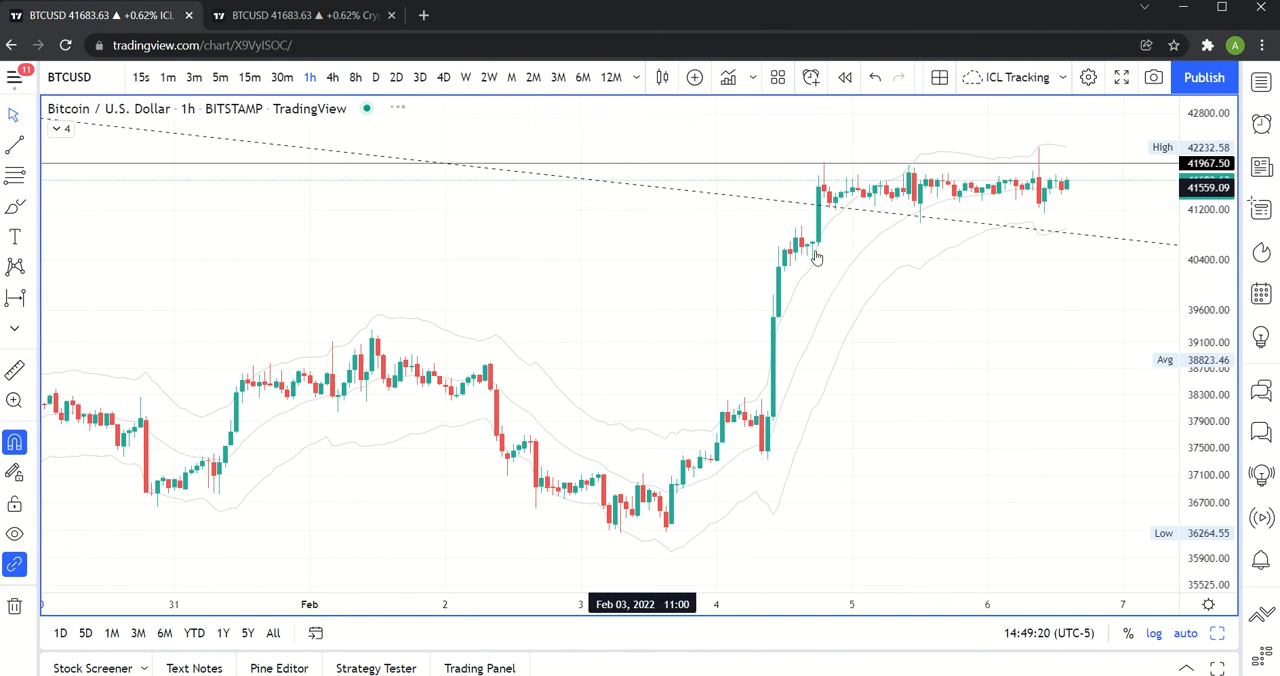 BTCUSD 41683.63 ▲ +0.62% ICL
BTCUSD 41683.63 ▲ +0.62% Cry
tradingview.com/chart/X9VyISOC/
A
11
BTCUSD 15s 1m 3m 5m 15m 30m 1h 4h 8h D 2D 3D 4D W 2W M 2M 3M 6M 12M ICL Tracking Publish
Bitcoin / U.S. Dollar · 1h · BITSTAMP · TradingView
4
42800.00
High 42232.58
41967.50
41559.09
41200.00
40400.00
39600.00
39100.00
Avg 38823.46
38700.00
38300.00
37900.00
37500.00
37100.00
36700.00
Low 36264.55
35900.00
35525.00
31 Feb 2 3 Feb 03, 2022 11:00 4 5 6 7
1D 5D 1M 3M 6M YTD 1Y 5Y All 14:49:20 (UTC-5) % log auto
Stock Screener Text Notes Pine Editor Strategy Tester Trading Panel